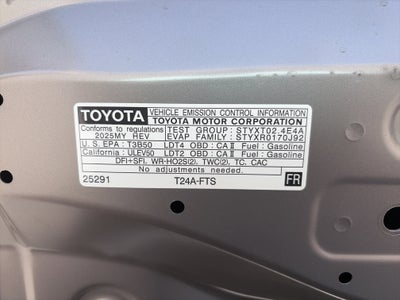 TOYOTA VEHICLE EMISSION CONTROL INFORMATION
TOYOTA MOTOR CORPORATION
Conforms to regulations TEST GROUP : STYXT02.4E4A
2025MY HEV EVAP FAMILY : STYXR0170J92
U. S. EPA : T3B50 LDT4 OBD : CA II Fuel : Gasoline
California : ULEV50 LDT2 OBD : CA II Fuel : Gasoline
DFI+SFI, WR-HO2S(2), TWC(2), TC, CAC
No adjustments needed.
25291 T24A-FTS FR